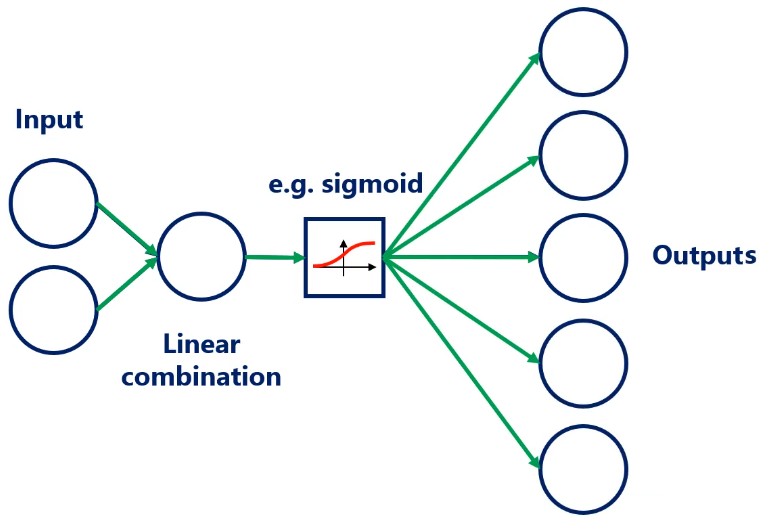 Input
e.g. sigmoid
Outputs
Linear
combination